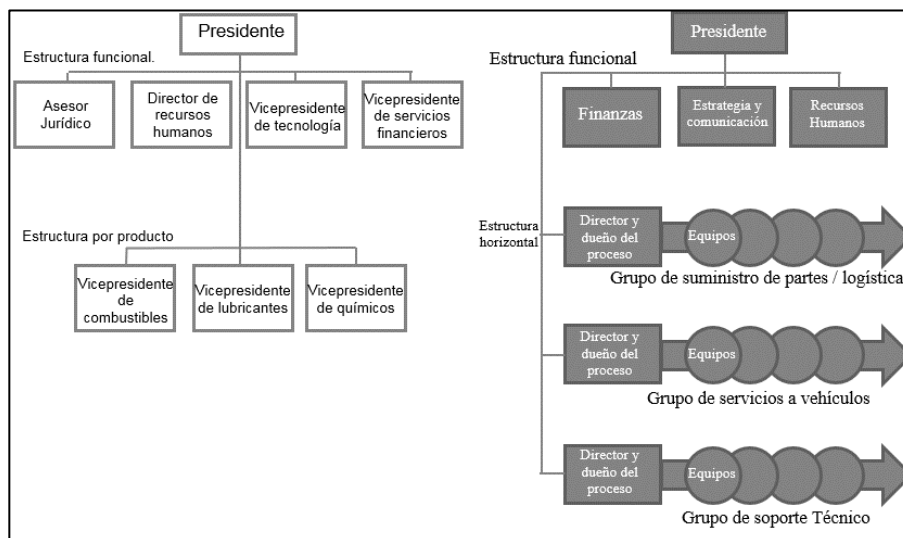 Presidente
Estructura funcional.
Asesor
Jurídico
Director de
recursos
humanos
Vicepresidente
de tecnología
Vicepresidente
de servicios
financieros
Estructura por producto
Vicepresidente
de
combustibles
Vicepresidente
de lubricantes
Vicepresidente
de químicos
Presidente
Estructura funcional
Finanzas
Estrategia y
comunicación
Recursos
Humanos
Estructura
horizontal
Director y
dueño del
proceso
Equipos
Grupo de suministro de partes / logística
Director y
dueño del
proceso
Equipos
Grupo de servicios a vehículos
Director y
dueño del
proceso
Equipos
Grupo de soporte Técnico